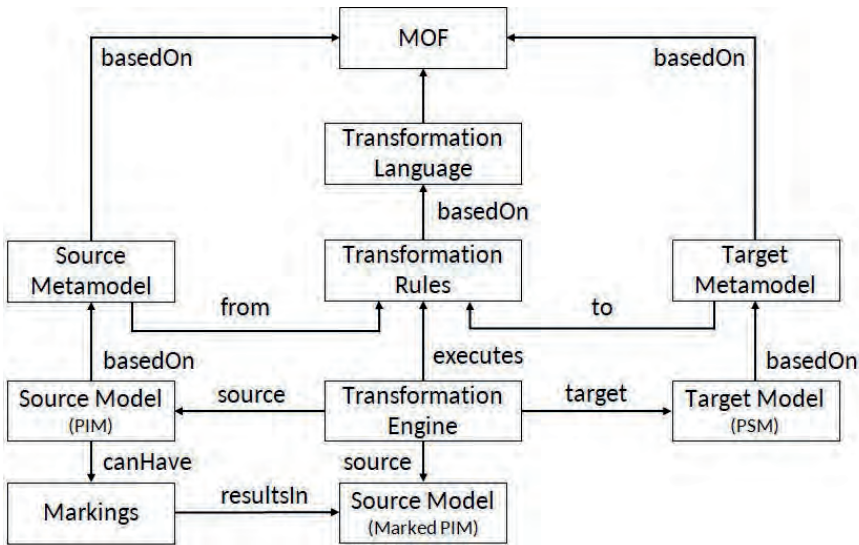 MOF
basedOn
basedOn
Transformation
Language
basedOn
Source
Metamodel
Transformation
Rules
Target
Metamodel
from
to
basedOn
executes
basedOn
Source Model
(PIM)
source
Transformation
Engine
target
Target Model
(PSM)
canHave
source
Markings
resultsIn
Source Model
(Marked PIM)